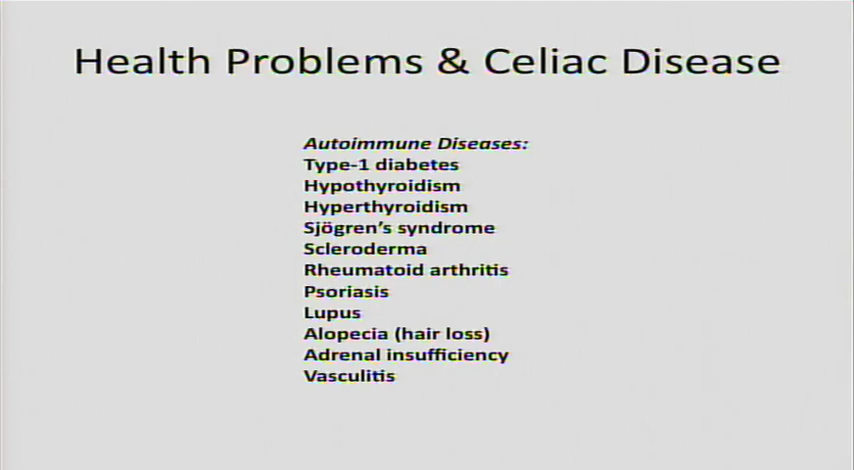 Health Problems & Celiac Disease
Autoimmune Diseases:
Type-1 diabetes
Hypothyroidism
Hyperthyroidism
Sjögren’s syndrome
Scleroderma
Rheumatoid arthritis
Psoriasis
Lupus
Alopecia (hair loss)
Adrenal insufficiency
Vasculitis